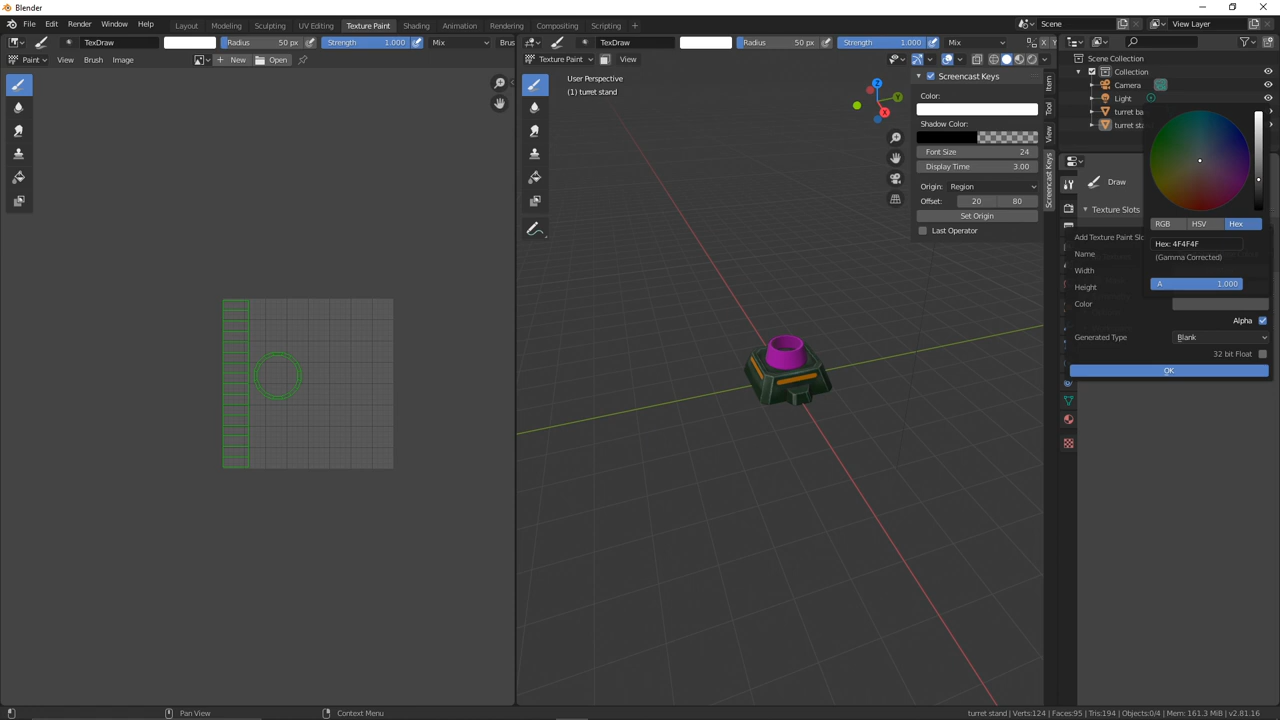 Blender
File Edit Render Window Help Layout Modeling Sculpting UV Editing Texture Paint Shading Animation Rendering Compositing Scripting + Scene View Layer
TexDraw Radius 50 px Strength 1.000 Mix Brus TexDraw Radius 50 px Strength 1.000 Mix X Y
Paint View Brush Image New Open Texture Paint View
User Perspective
(1) turret stand
Screencast Keys
Color:
Shadow Color:
Font Size 24
Display Time 3.00
Origin: Region
Offset: 20 80
Set Origin
Last Operator
Item
Tool
View
Screencast Keys
Z
Y
X
Scene Collection
Collection
Camera
Light
turret ba
turret sta
Draw
Texture Slots
Add Texture Paint Slo
Name
Width
Height
Color
RGB HSV Hex
Hex: 4F4F4F
(Gamma Corrected)
A 1.000
Alpha
Generated Type Blank
32 bit Float
OK
Pan View Context Menu turret stand | Verts:124 | Faces:95 | Tris:194 | Objects:0/4 | Mem: 161.3 MiB | v2.81.16